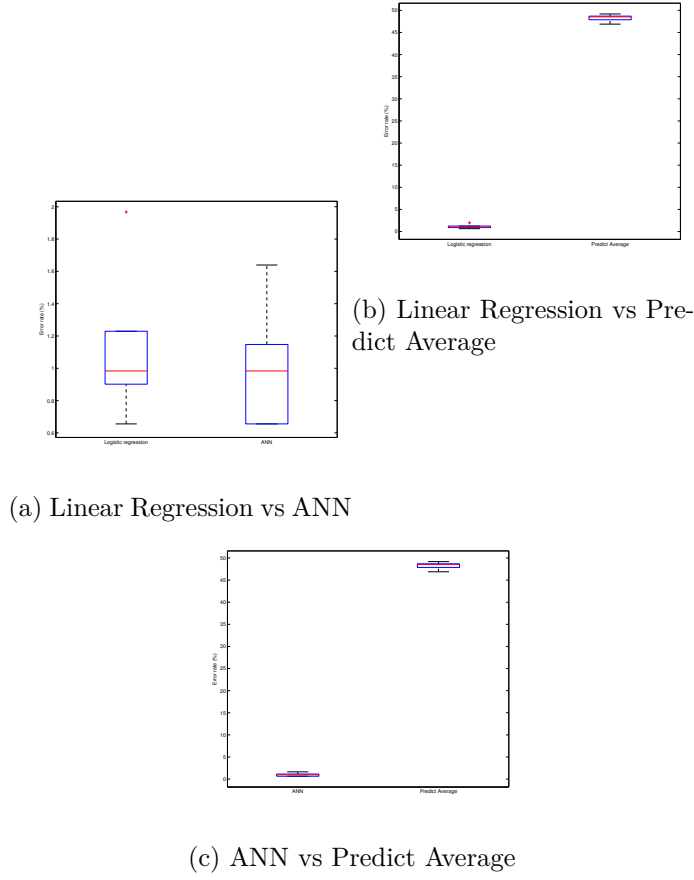 50
45
40
35
30
25
20
15
10
5
0
Error rate (%)
Logistic regression
Predict Average
(b) Linear Regression vs Pre-
dict Average
2
1.8
1.6
1.4
1.2
1
0.8
0.6
Error rate (%)
Logistic regression
ANN
(a) Linear Regression vs ANN
50
45
40
35
30
25
20
15
10
5
0
Error rate (%)
ANN
Predict Average
(c) ANN vs Predict Average